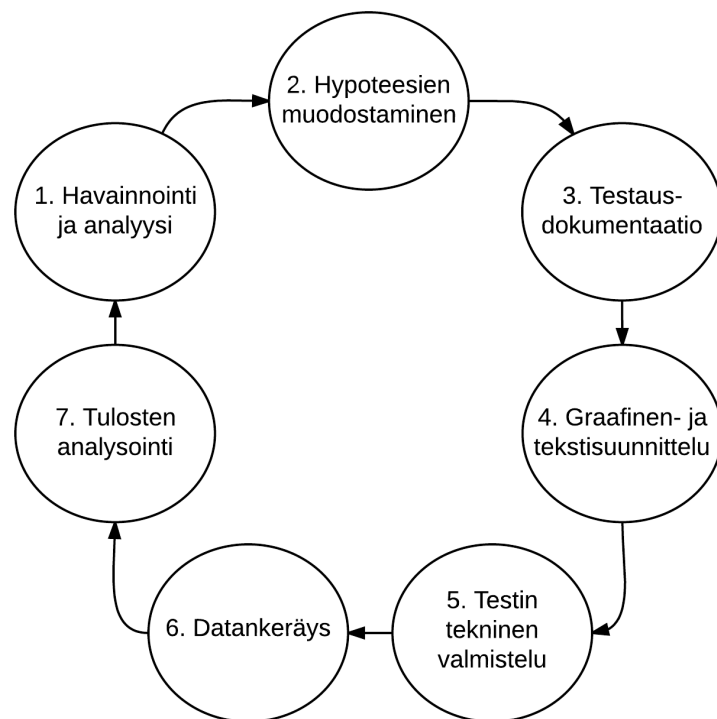 2. Hypoteesien
muodostaminen
1. Havainnointi
ja analyysi
3. Testaus-
dokumentaatio
7. Tulosten
analysointi
4. Graafinen- ja
tekstisuunnittelu
6. Datankeräys
5. Testin
tekninen
valmistelu